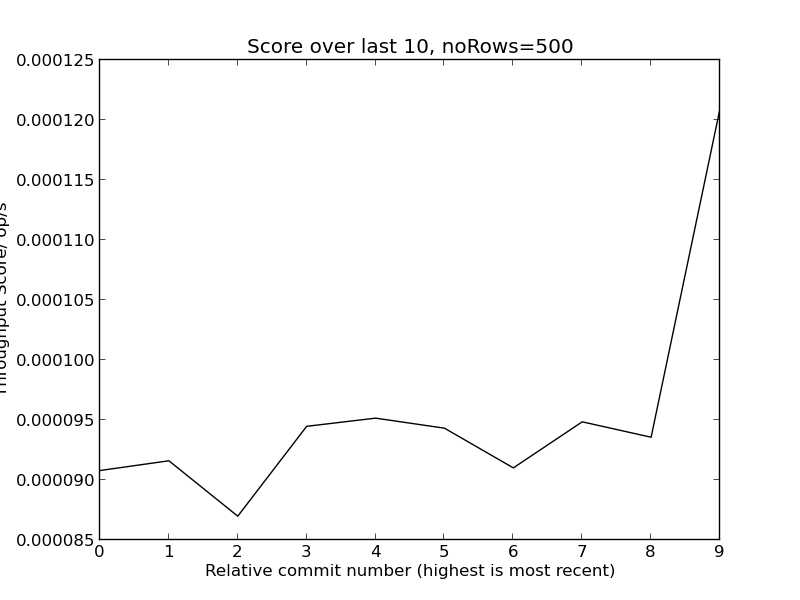 Score over last 10, noRows=500
0.000125
0.000120
0.000115
0.000110
0.000105
0.000100
0.000095
0.000090
0.000085
Throughput Score/ op/s
0 1 2 3 4 5 6 7 8 9
Relative commit number (highest is most recent)